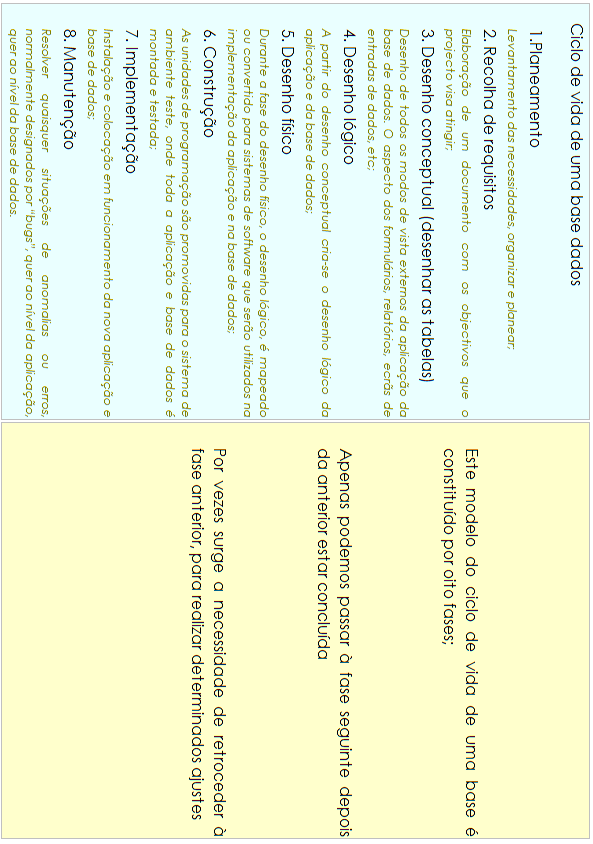 Ciclo de vida de uma base dados
1.Planeamento
Levantamento das necessidades, organizar e planear;
2. Recolha de requisitos
Elaboração de um documento com os objectivos que o
projecto visa atingir;
3. Desenho conceptual (desenhar as tabelas)
Desenho de todos os modos de vista externos da aplicação da
base de dados. O aspecto dos formulários, relatórios, ecrãs de
entradas de dados, etc;
4. Desenho lógico
A partir do desenho conceptual cria-se o desenho lógico da
aplicação e da base de dados;
5. Desenho físico
Durante a fase do desenho físico, o desenho lógico, é mapeado
ou convertido para sistemas de software que serão utilizados na
implementação da aplicação e na base de dados;
6. Construção
As unidades de programação são promovidas para o sistema de
ambiente teste, onde toda a aplicação e base de dados é
montada e testada;
7. Implementação
Instalação e colocação em funcionamento da nova aplicação e
base de dados;
8. Manutenção
Resolver quaisquer situações de anomalias ou erros,
normalmente designados por "bugs", quer ao nível da aplicação,
quer ao nível da base de dados.
Este modelo do ciclo de vida de uma base é
constituído por oito fases;
Apenas podemos passar à fase seguinte depois
da anterior estar concluída
Por vezes surge a necessidade de retroceder à
fase anterior, para realizar determinados ajustes